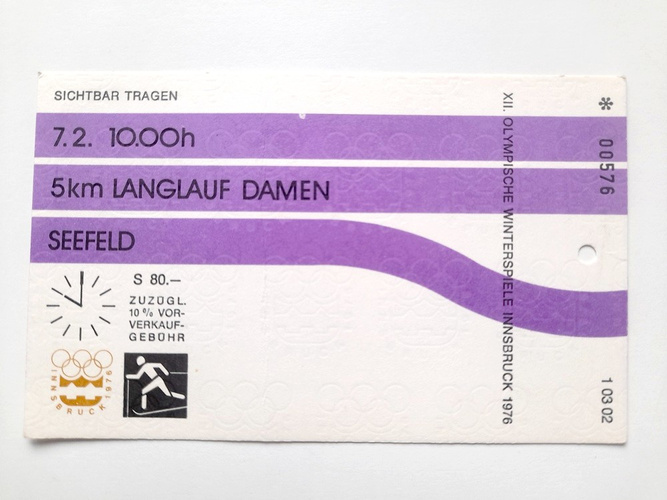 SICHTBAR TRAGEN
7. 2. 10.00h
5km LANGLAUF DAMEN
SEEFELD
S 80.—
ZUZÜGL.
10 % VOR-
VERKAUF-
GEBÜHR
INNSBRUCK 1976
XII. OLYMPISCHE WINTERSPIELE INNSBRUCK 1976
* 00576
1 03 02